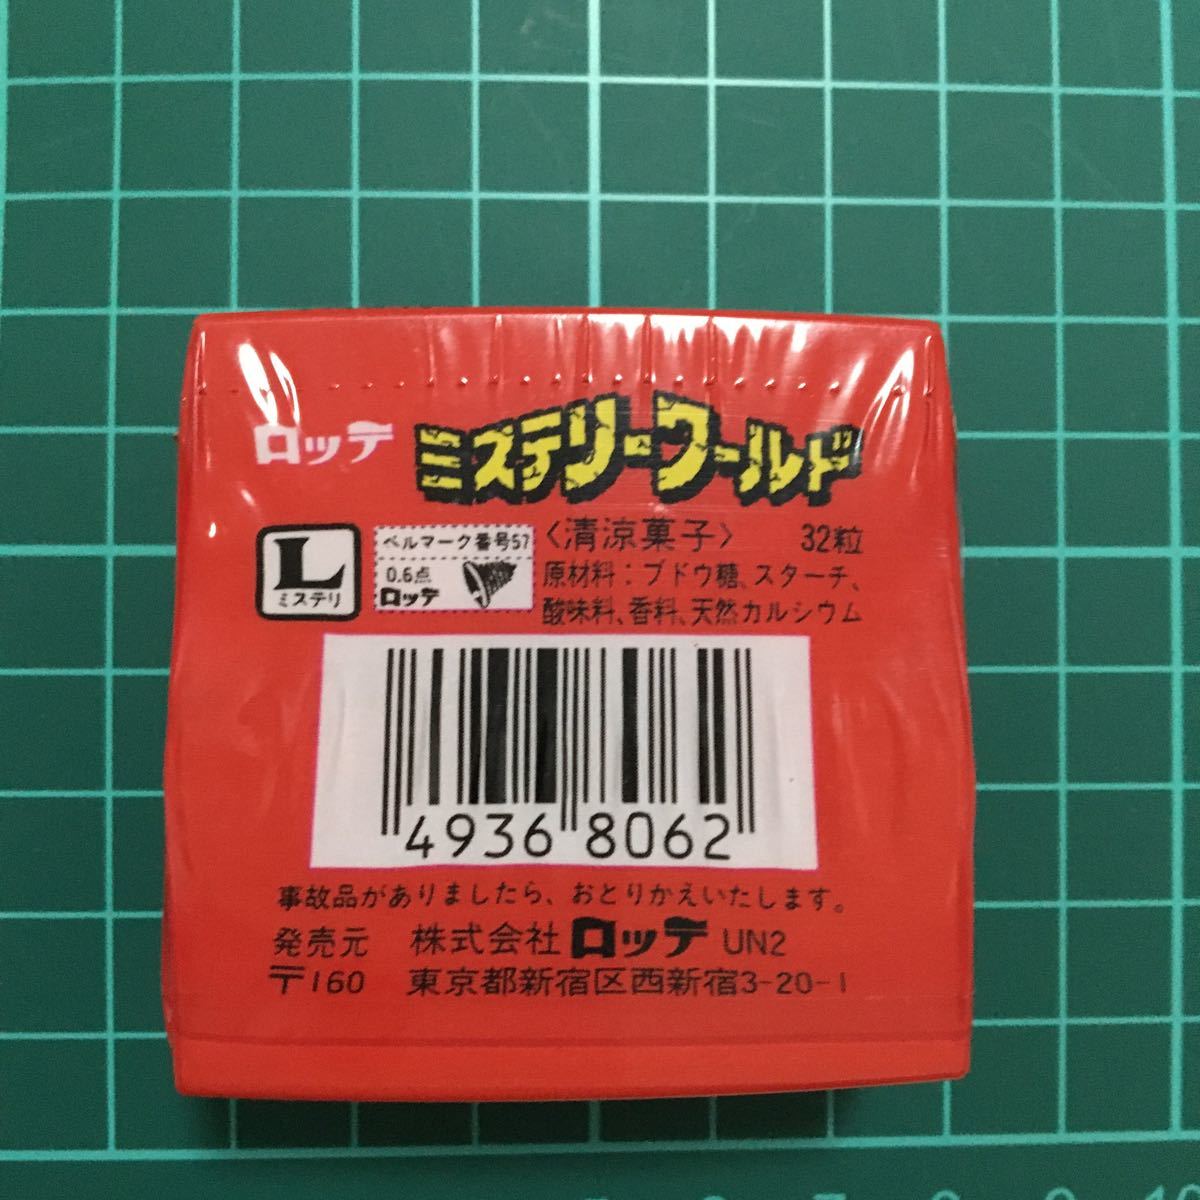 ロッテ ミステリーワールド
L ミステリ
ベルマーク番号57
0.6点
ロッテ
〈清涼菓子〉 32粒
原材料：ブドウ糖、スターチ、
酸味料、香料、天然カルシウム
4936 8062
事故品がありましたら、おとりかえいたします。
発売元 株式会社 ロッテ UN2
〒160 東京都新宿区西新宿3-20-1